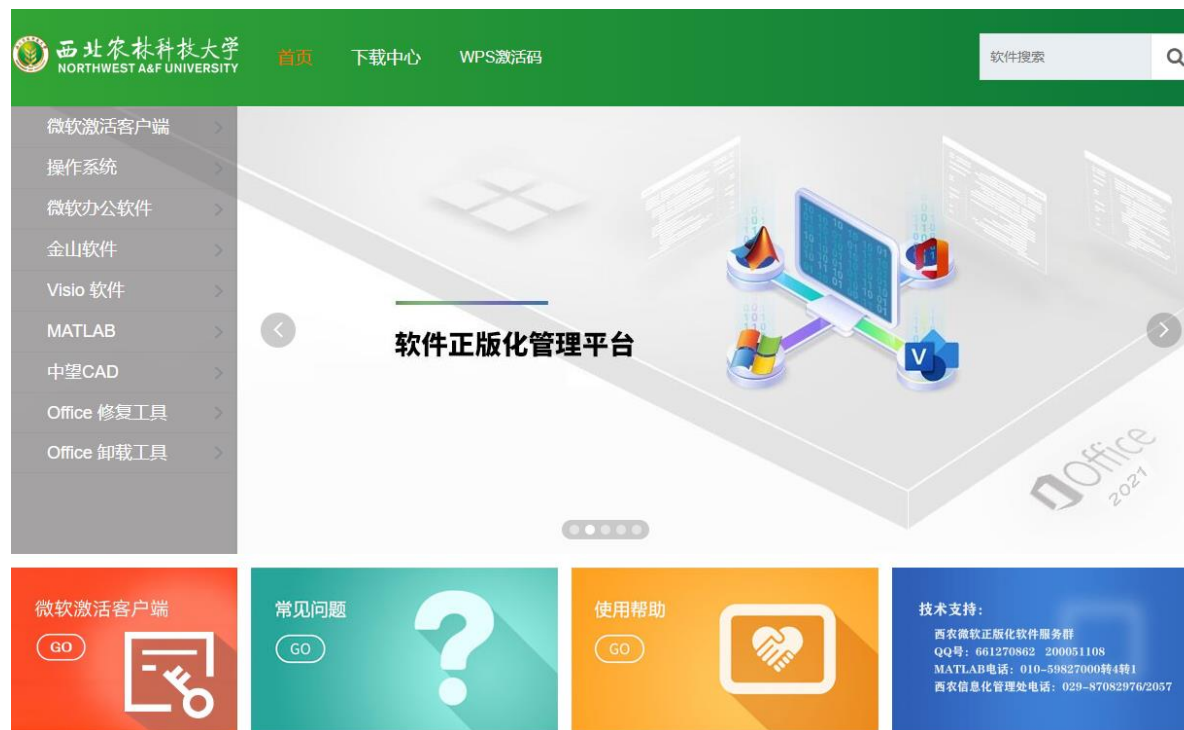 西北农林科技大学
NORTHWEST A&F UNIVERSITY
首页 下载中心 WPS激活码
软件搜索
微软激活客户端
操作系统
微软办公软件
金山软件
Visio 软件
MATLAB
中望CAD
Office 修复工具
Office 卸载工具
软件正版化管理平台
V
Office
2021
微软激活客户端
GO
常见问题
GO
?
使用帮助
GO
技术支持：
西农微软正版化软件服务群
QQ号：661270862 200051108
MATLAB电话：010-59827000转4转1
西农信息化管理处电话：029-87082976/2057